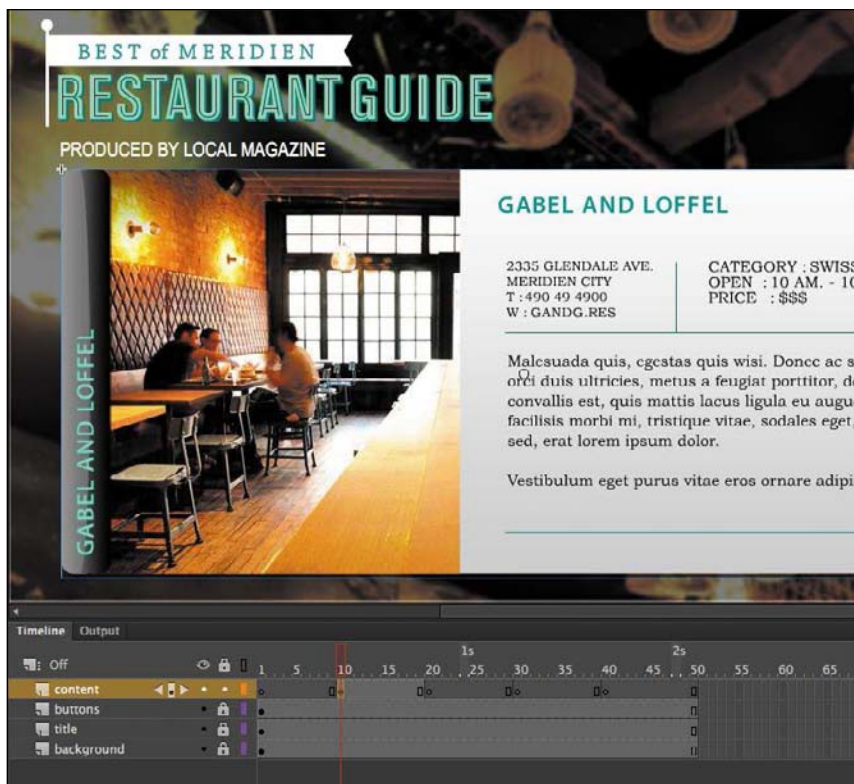 BEST of MERIDIEN
RESTAURANT GUIDE
PRODUCED BY LOCAL MAGAZINE
GABEL AND LOFFEL
GABEL AND LOFFEL
2335 GLENDALE AVE.
MERIDIEN CITY
T : 490 49 4900
W : GANDG.RES
CATEGORY : SWISS
OPEN : 10 AM. - 10
PRICE : $$$
Malesuada quis, egestas quis wisi. Donec ac s
orci duis ultricies, metus a feugiat porttitor, d
convallis est, quis mattis lacus ligula eu augu
facilisis morbi mi, tristique vitae, sodales eget,
sed, erat lorem ipsum dolor.
Vestibulum eget purus vitae eros ornare adipi
Timeline Output
Off
1s 2s
1 5 10 15 20 25 30 35 40 45 50 55 60 65
content
buttons
title
background